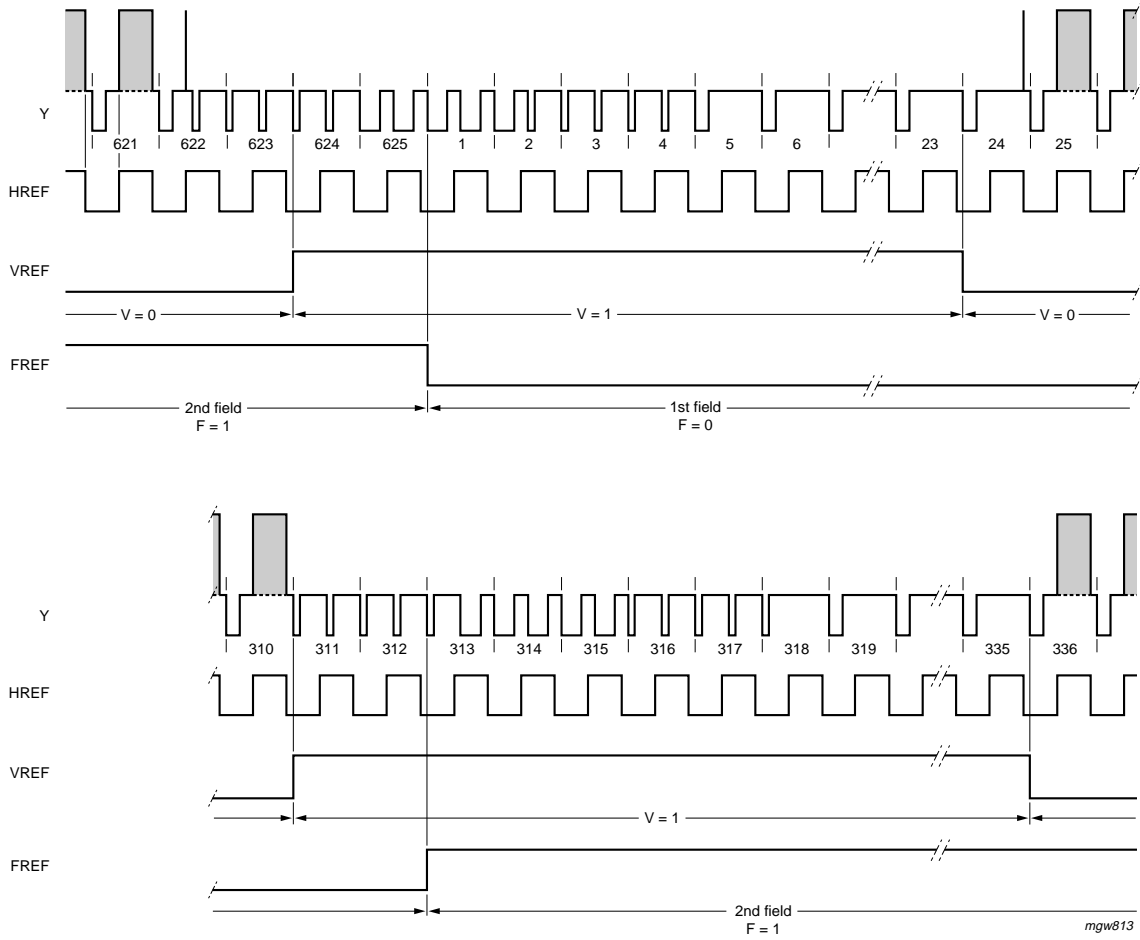 Y
621 622 623 624 625 1 2 3 4 5 6 23 24 25
HREF
VREF
V = 0 V = 1 V = 0
FREF
2nd field 1st field
F = 1 F = 0
Y
310 311 312 313 314 315 316 317 318 319 335 336
HREF
VREF
V = 1
FREF
2nd field
F = 1
mgw813